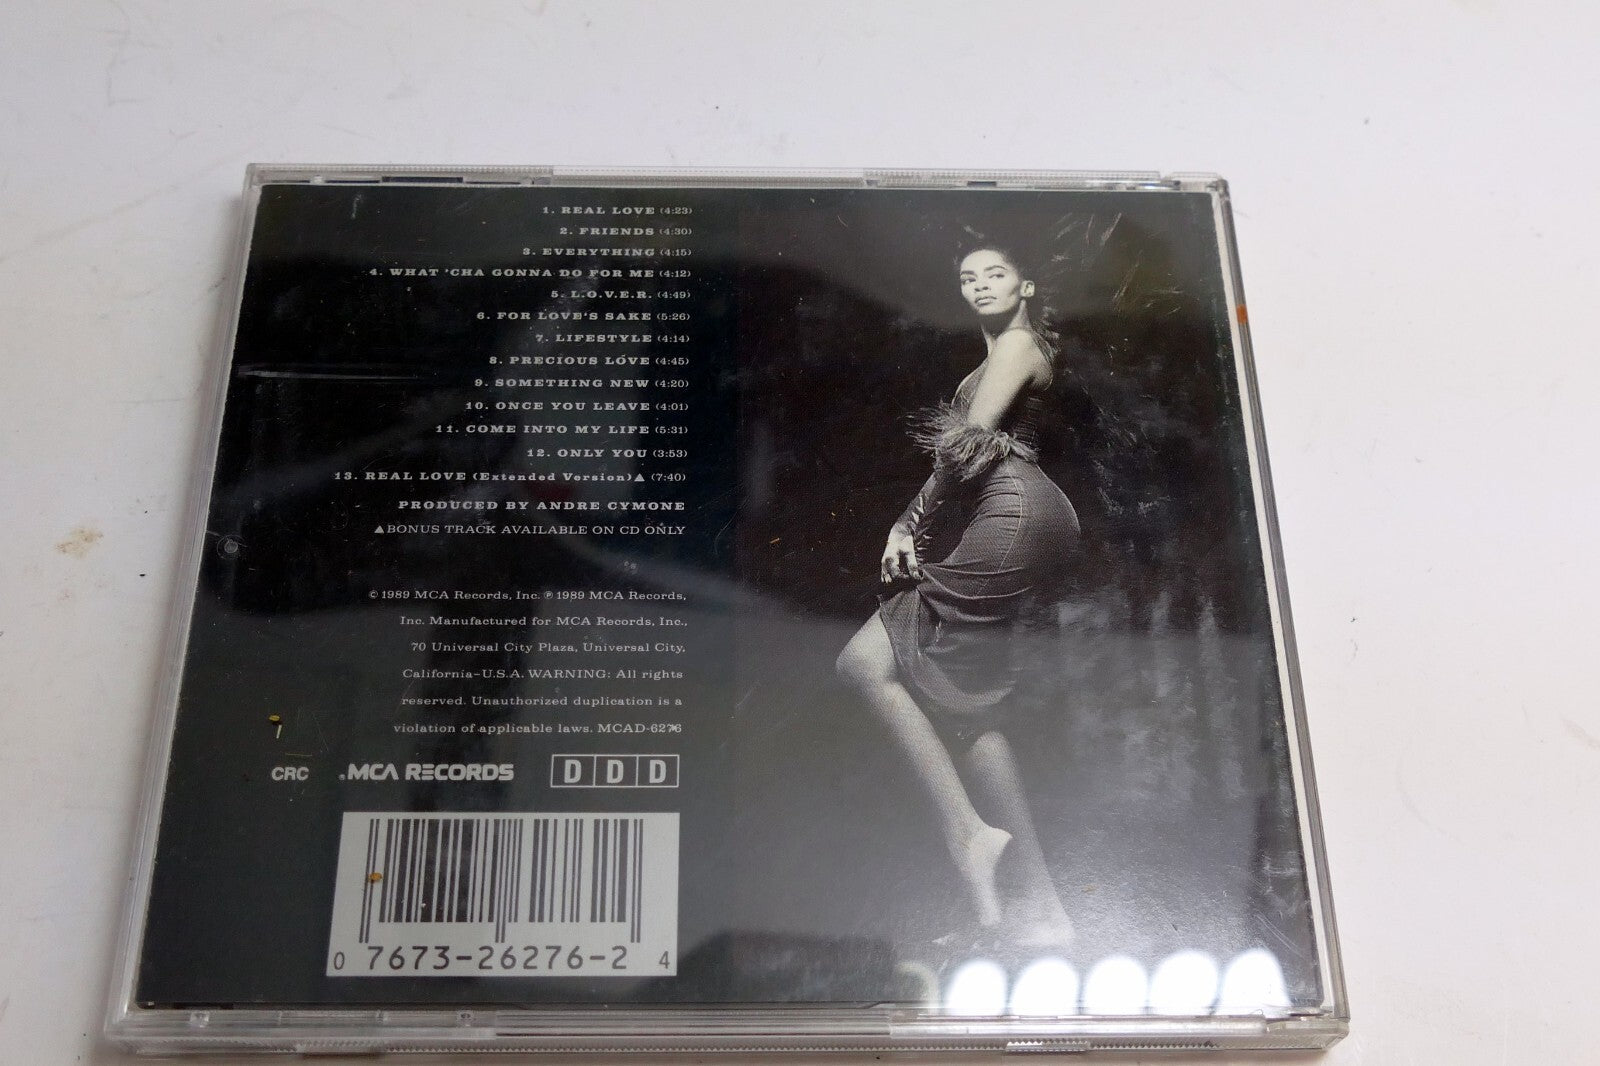 1. REAL LOVE (4:23)
2. FRIENDS (4:30)
3. EVERYTHING (4:15)
4. WHAT 'CHA GONNA DO FOR ME (4:12)
5. L.O.V.E.R. (4:49)
6. FOR LOVE'S SAKE (5:26)
7. LIFESTYLE (4:14)
8. PRECIOUS LOVE (4:45)
9. SOMETHING NEW (4:20)
10. ONCE YOU LEAVE (4:01)
11. COME INTO MY LIFE (5:31)
12. ONLY YOU (3:53)
13. REAL LOVE (Extended Version)▲ (7:40)
PRODUCED BY ANDRE CYMONE
▲BONUS TRACK AVAILABLE ON CD ONLY
© 1989 MCA Records, Inc. ℗ 1989 MCA Records,
Inc. Manufactured for MCA Records, Inc.,
70 Universal City Plaza, Universal City,
California-U.S.A. WARNING: All rights
reserved. Unauthorized duplication is a
violation of applicable laws. MCAD-6276
CRC MCA RECORDS DDD
0 7673-26276-2 4